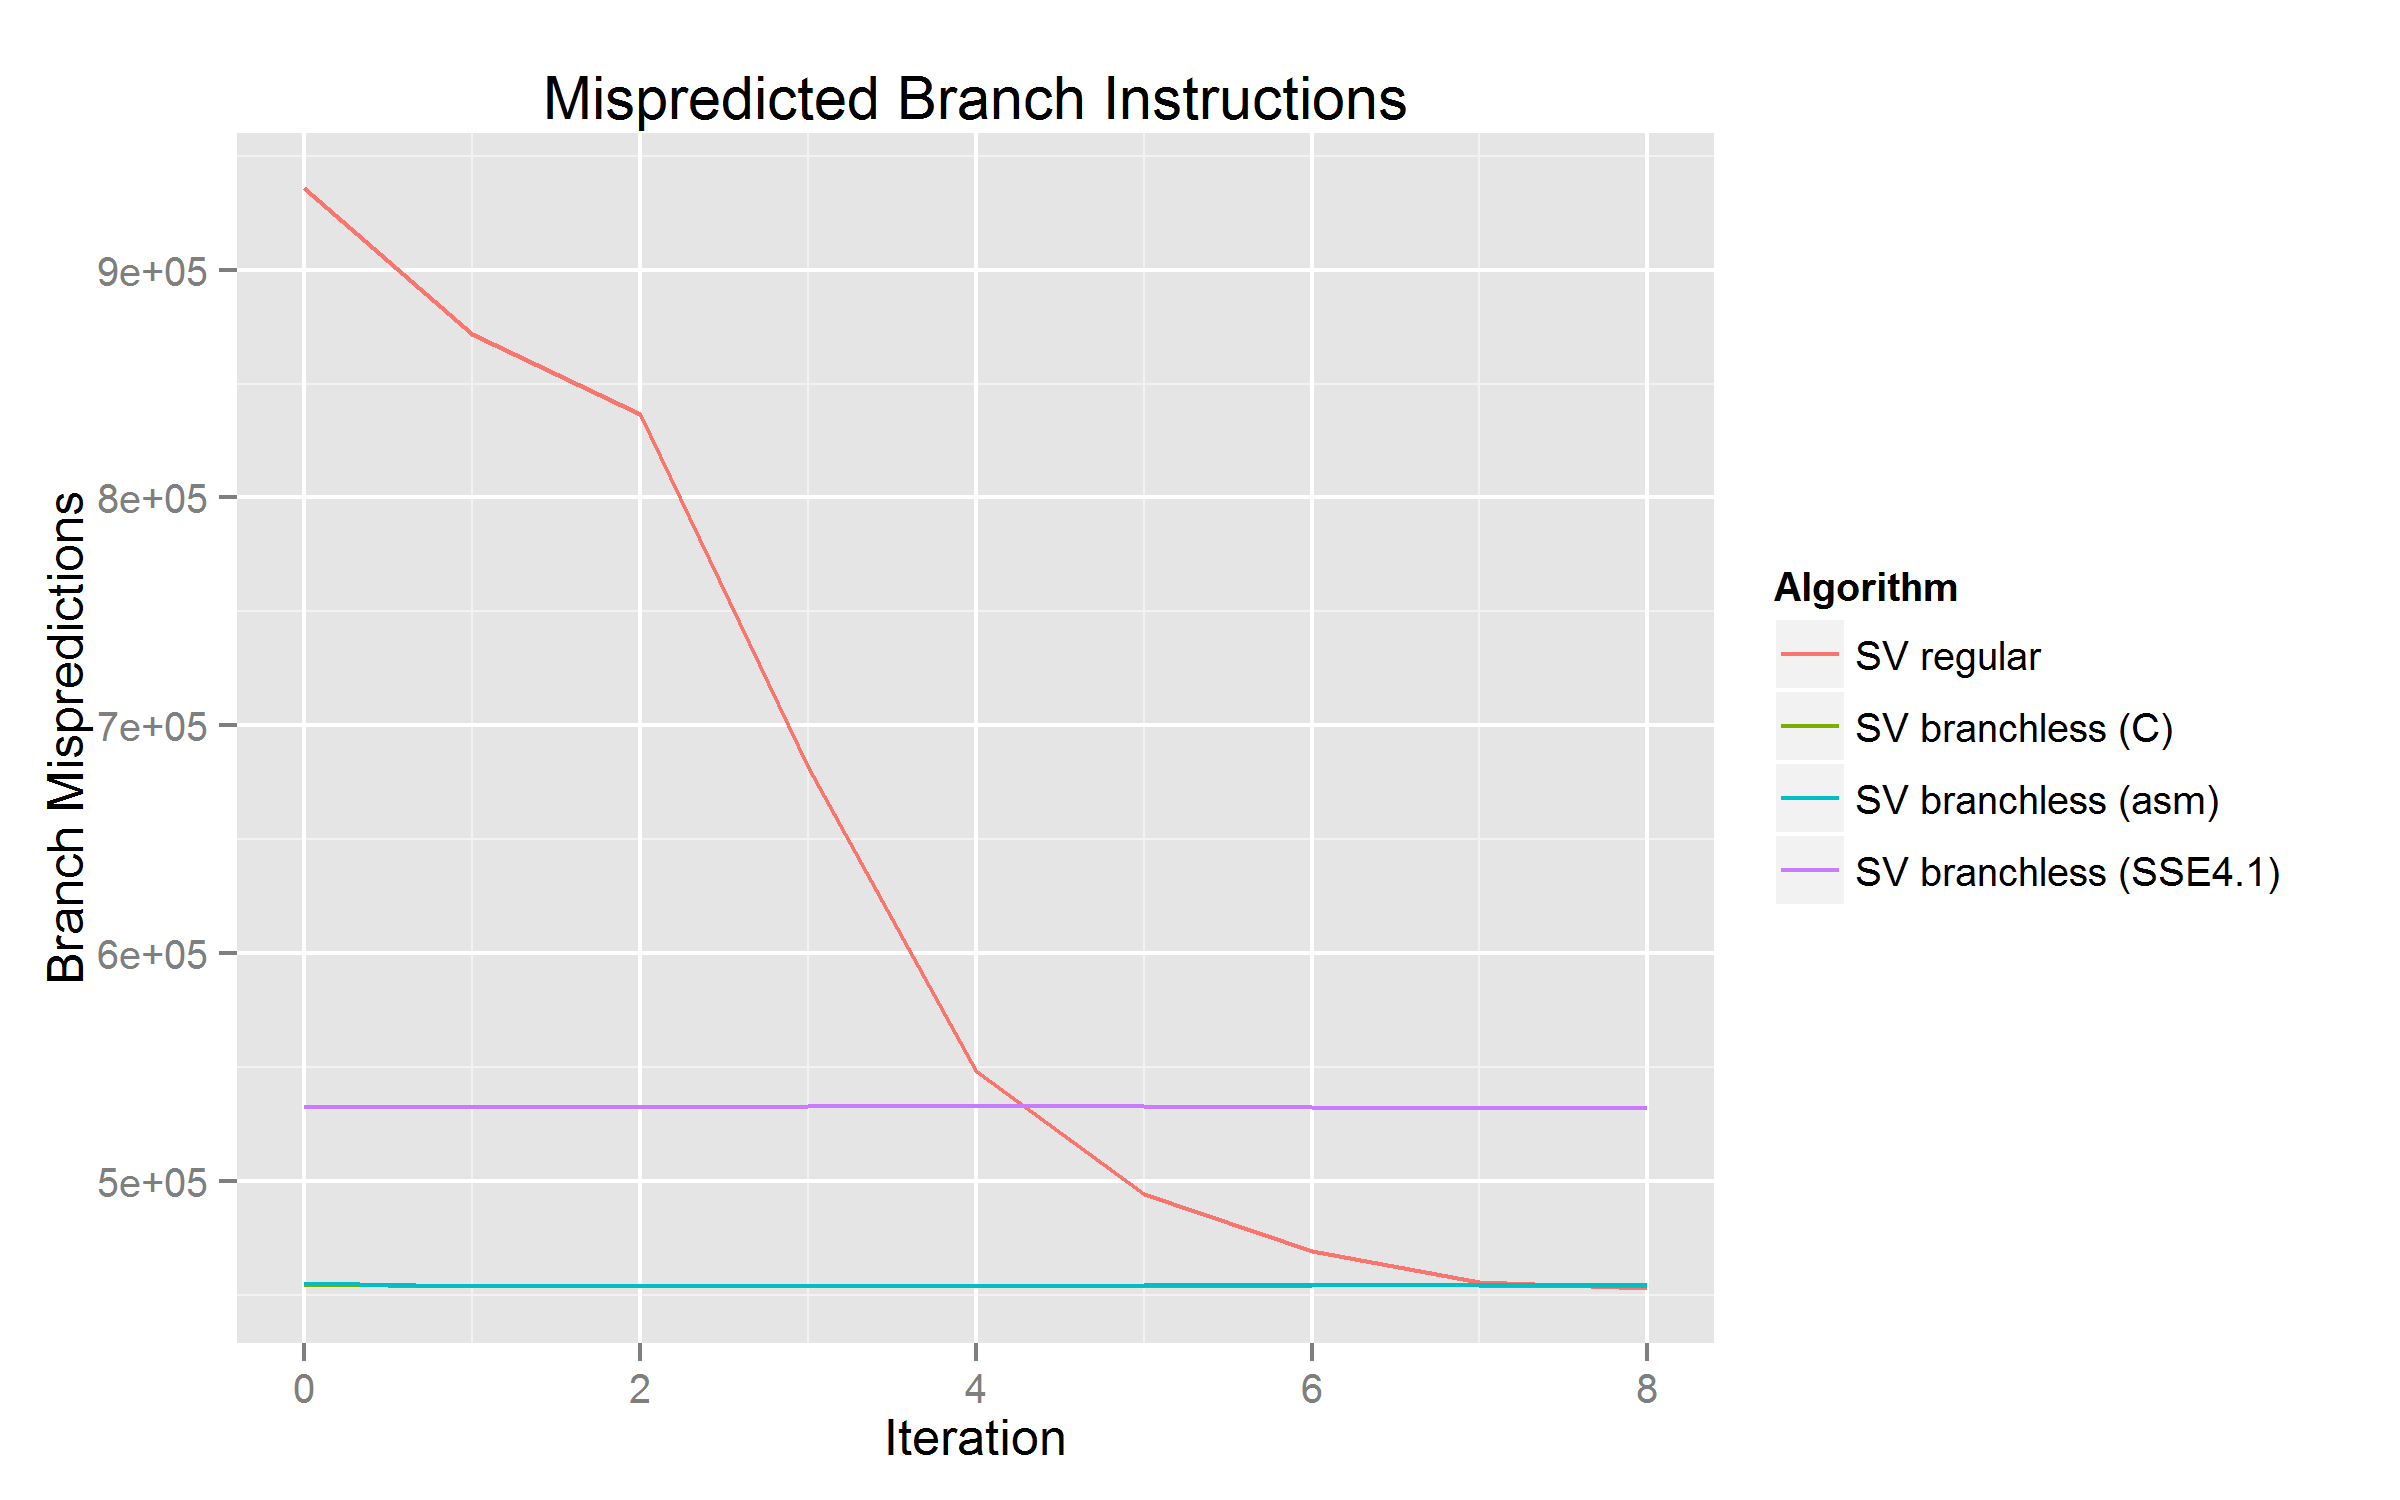 Mispredicted Branch Instructions
Branch Mispredictions
9e+05
8e+05
7e+05
6e+05
5e+05
0 2 4 6 8
Iteration
Algorithm
SV regular
SV branchless (C)
SV branchless (asm)
SV branchless (SSE4.1)